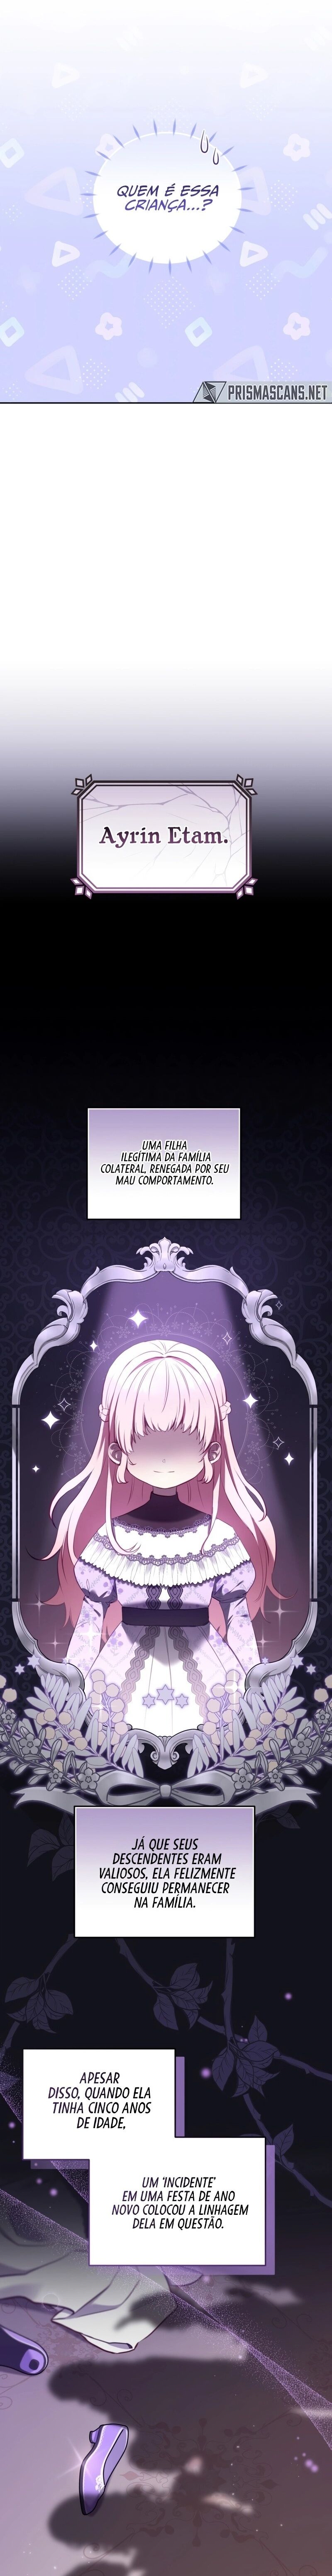 QUEM É ESSA
CRIANÇA...?
PRISMASCANS.NET
Ayrin Etam.
UMA FILHA
ILEGÍTIMA DA FAMÍLIA
COLATERAL, RENEGADA POR SEU
MAU COMPORTAMENTO.
JÁ QUE SEUS
DESCENDENTES ERAM
VALIOSOS, ELA FELIZMENTE
CONSEGUIU PERMANECER
NA FAMÍLIA.
APESAR
DISSO, QUANDO ELA
TINHA CINCO ANOS
DE IDADE,
UM 'INCIDENTE'
EM UMA FESTA DE ANO
NOVO COLOCOU A LINHAGEM
DELA EM QUESTÃO.